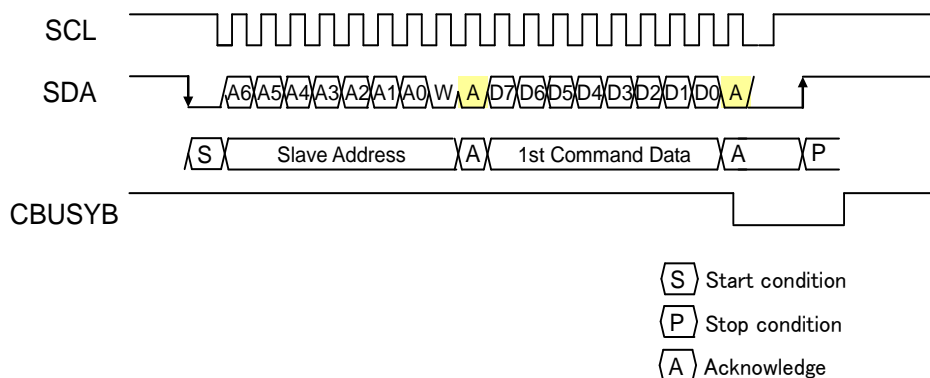 SCL
SDA
A6 A5 A4 A3 A2 A1 A0 W A D7 D6 D5 D4 D3 D2 D1 D0 A
S Slave Address A 1st Command Data A P
CBUSYB
S Start condition
P Stop condition
A Acknowledge